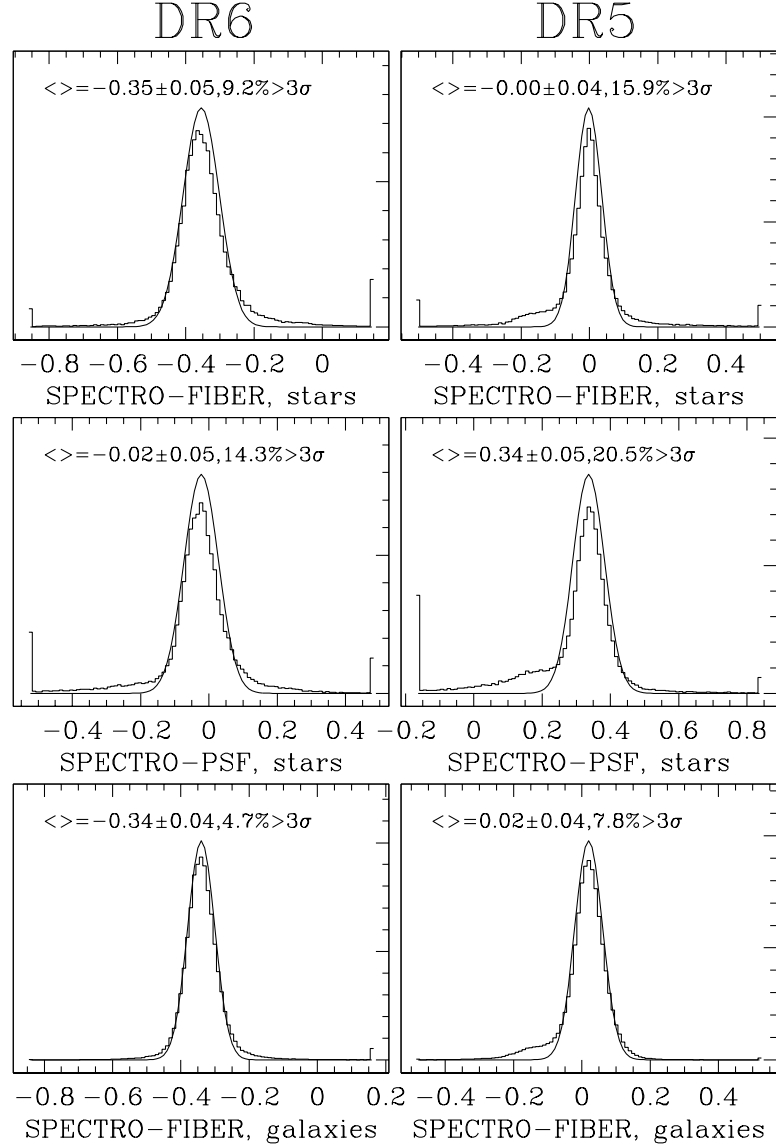 DR6 DR5
<>=−0.35±0.05,9.2%>3σ <>=−0.00±0.04,15.9%>3σ
−0.8 −0.6 −0.4 −0.2 0 −0.4 −0.2 0 0.2 0.4
SPECTRO−FIBER, stars SPECTRO−FIBER, stars
<>=−0.02±0.05,14.3%>3σ <>=0.34±0.05,20.5%>3σ
−0.4 −0.2 0 0.2 0.4 −0.2 0 0.2 0.4 0.6 0.8
SPECTRO−PSF, stars SPECTRO−PSF, stars
<>=−0.34±0.04,4.7%>3σ <>=0.02±0.04,7.8%>3σ
−0.8 −0.6 −0.4 −0.2 0 0.2 −0.4 −0.2 0 0.2 0.4
SPECTRO−FIBER, galaxies SPECTRO−FIBER, galaxies